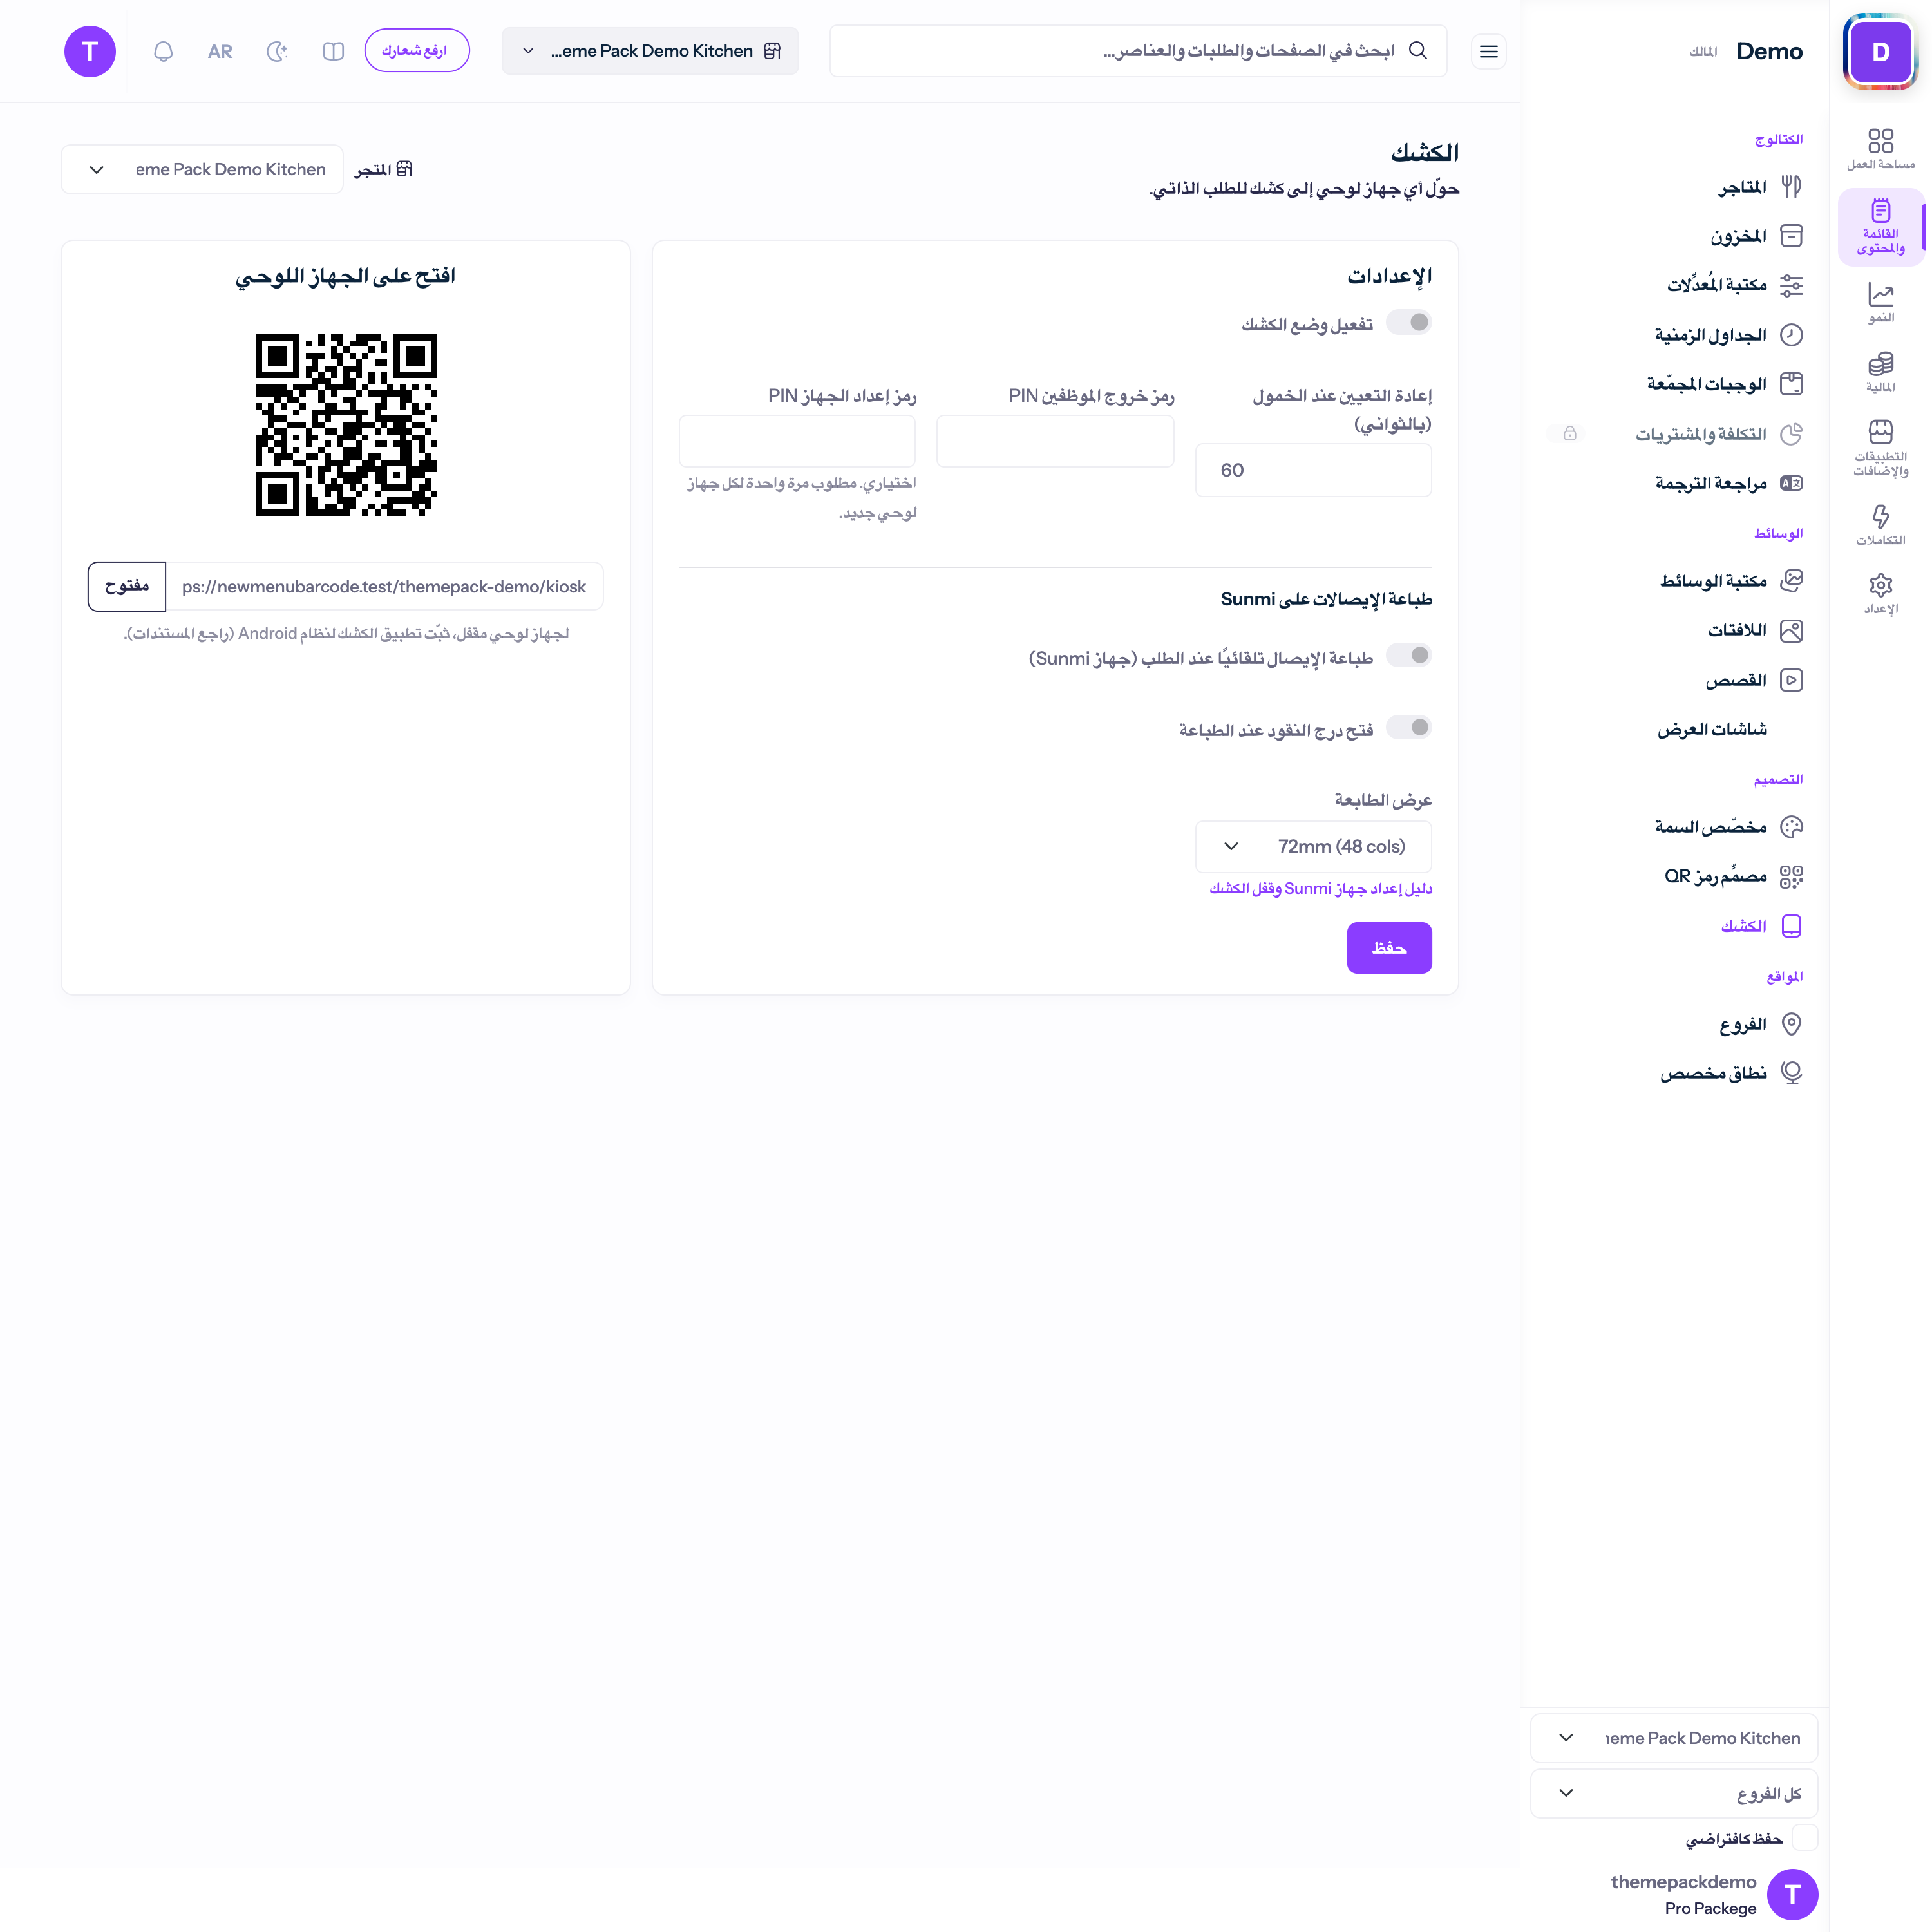 D
مساحة العمل
القائمة
والمحتوى
النمو
المالية
التطبيقات
والإضافات
التكاملات
الإعداد
Demo المالك
الكتالوج
المتاجر
المخزون
مكتبة المُعدِّلات
الجداول الزمنية
الوجبات المجمّعة
التكلفة والمشتريات
مراجعة الترجمة
الوسائط
مكتبة الوسائط
اللافتات
القصص
شاشات العرض
التصميم
مخصّص السمة
مصمِّم رمز QR
الكشك
المواقع
الفروع
نطاق مخصص
eme Pack Demo Kitchen
كل الفروع
حفظ كافتراضي
T
themepackdemo
Pro Packege
ابحث في الصفحات والطلبات والعناصر...
...eme Pack Demo Kitchen
ارفع شعارك
AR
T
الكشك
حوّل أي جهاز لوحي إلى كشك للطلب الذاتي.
المتجر
eme Pack Demo Kitchen
الإعدادات
تفعيل وضع الكشك
إعادة التعيين عند الخمول
(بالثواني)
60
رمز خروج الموظفين PIN
رمز إعداد الجهاز PIN
اختياري. مطلوب مرة واحدة لكل جهاز
لوحي جديد.
طباعة الإيصالات على Sunmi
طباعة الإيصال تلقائيًا عند الطلب (جهاز Sunmi)
فتح درج النقود عند الطباعة
عرض الطابعة
72mm (48 cols)
دليل إعداد جهاز Sunmi وقفل الكشك
حفظ
افتح على الجهاز اللوحي
ps://newmenubarcode.test/themepack-demo/kiosk
مفتوح
لجهاز لوحي مقفل، ثبّت تطبيق الكشك لنظام Android (راجع المستندات).